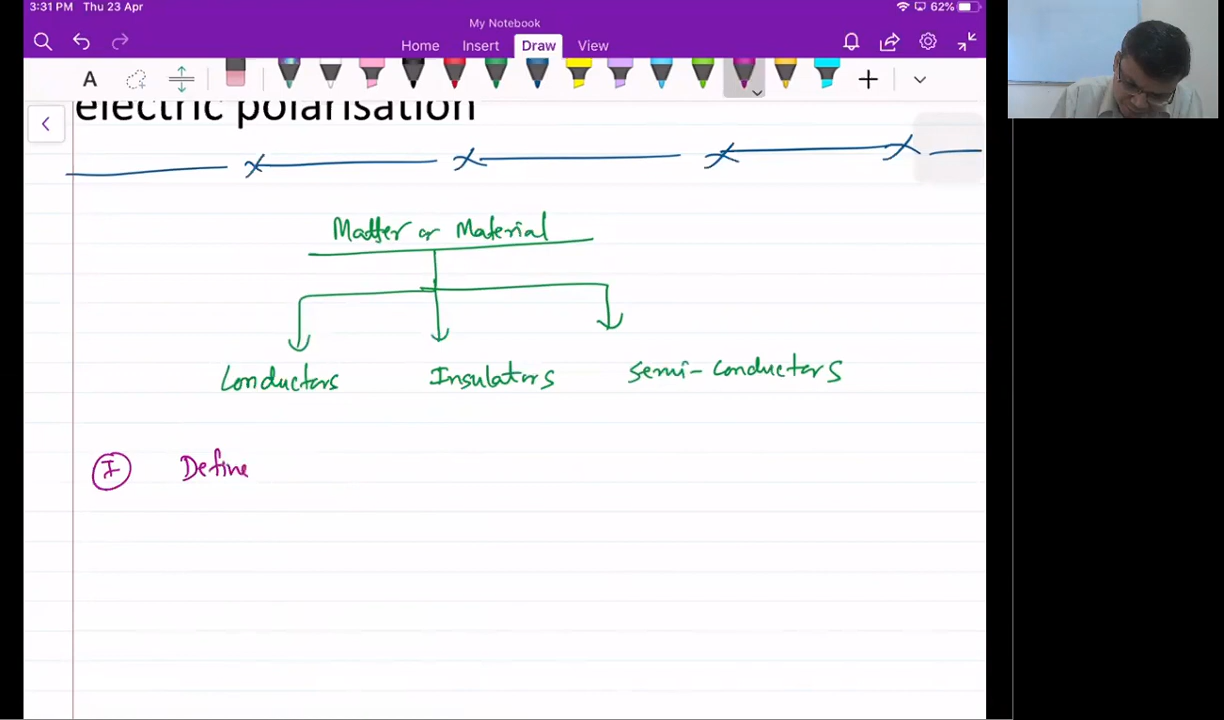 3:31 PM Thu 23 Apr
62%
My Notebook
Home Insert Draw View
A
electric polarisation
Matter or Material
Conductors Insulators Semi-conductors
I Define